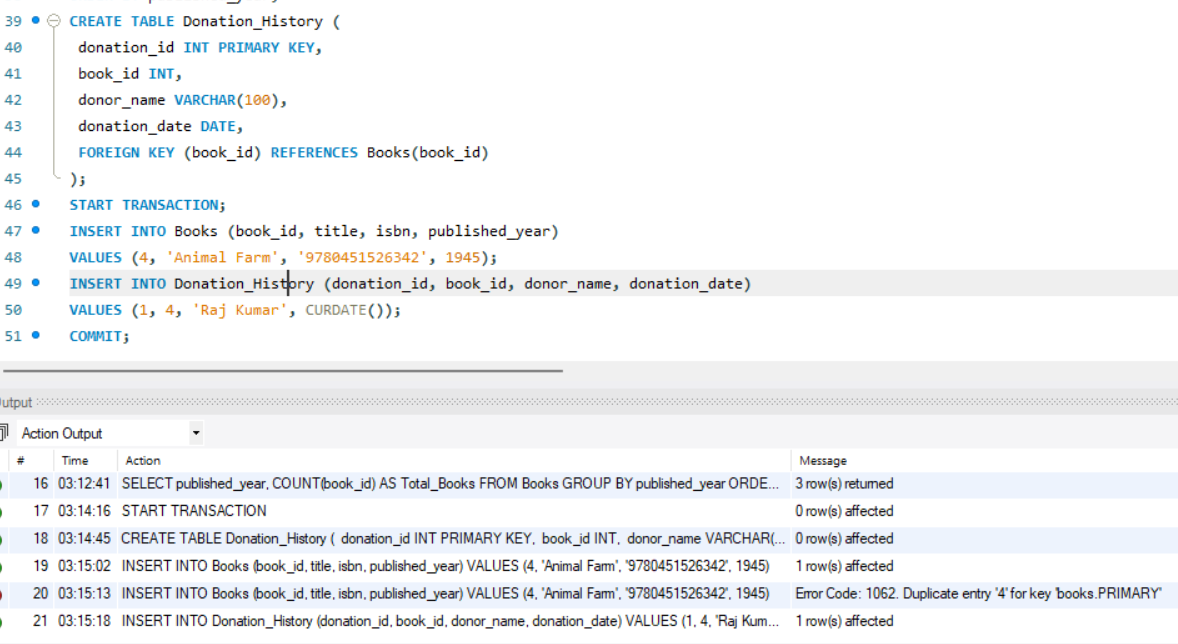 39 CREATE TABLE Donation_History (
40 donation_id INT PRIMARY KEY,
41 book_id INT,
42 donor_name VARCHAR(100),
43 donation_date DATE,
44 FOREIGN KEY (book_id) REFERENCES Books(book_id)
45 );
46 START TRANSACTION;
47 INSERT INTO Books (book_id, title, isbn, published_year)
48 VALUES (4, 'Animal Farm', '9780451526342', 1945);
49 INSERT INTO Donation_History (donation_id, book_id, donor_name, donation_date)
50 VALUES (1, 4, 'Raj Kumar', CURDATE());
51 COMMIT;
utput
Action Output
# Time Action Message
16 03:12:41 SELECT published_year, COUNT(book_id) AS Total_Books FROM Books GROUP BY published_year ORDE... 3 row(s) returned
17 03:14:16 START TRANSACTION 0 row(s) affected
18 03:14:45 CREATE TABLE Donation_History ( donation_id INT PRIMARY KEY, book_id INT, donor_name VARCHAR(... 0 row(s) affected
19 03:15:02 INSERT INTO Books (book_id, title, isbn, published_year) VALUES (4, 'Animal Farm', '9780451526342', 1945) 1 row(s) affected
20 03:15:13 INSERT INTO Books (book_id, title, isbn, published_year) VALUES (4, 'Animal Farm', '9780451526342', 1945) Error Code: 1062. Duplicate entry '4' for key 'books.PRIMARY'
21 03:15:18 INSERT INTO Donation_History (donation_id, book_id, donor_name, donation_date) VALUES (1, 4, 'Raj Kum... 1 row(s) affected